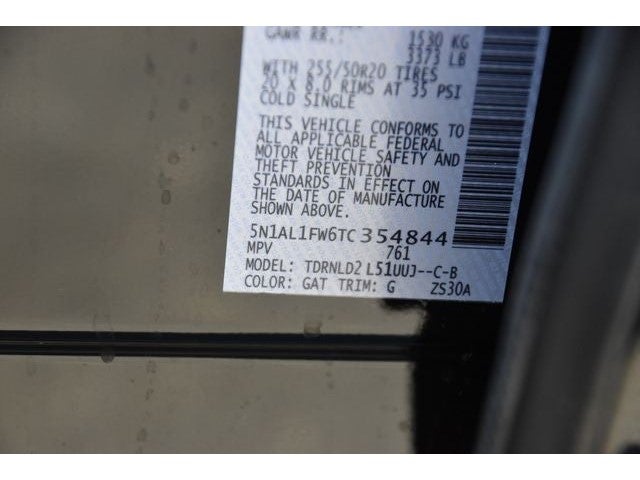 GAWR RR.: 1530 KG
3373 LB
WITH 255/50R20 TIRES
20 X 8.0 RIMS AT 35 PSI
COLD SINGLE
THIS VEHICLE CONFORMS TO
ALL APPLICABLE FEDERAL
MOTOR VEHICLE SAFETY AND
THEFT PREVENTION
STANDARDS IN EFFECT ON
THE DATE OF MANUFACTURE
SHOWN ABOVE.
5N1AL1FW6TC354844
MPV 761
MODEL: TDRNLD2 L51UUJ--C-B
COLOR: GAT TRIM: G ZS30A